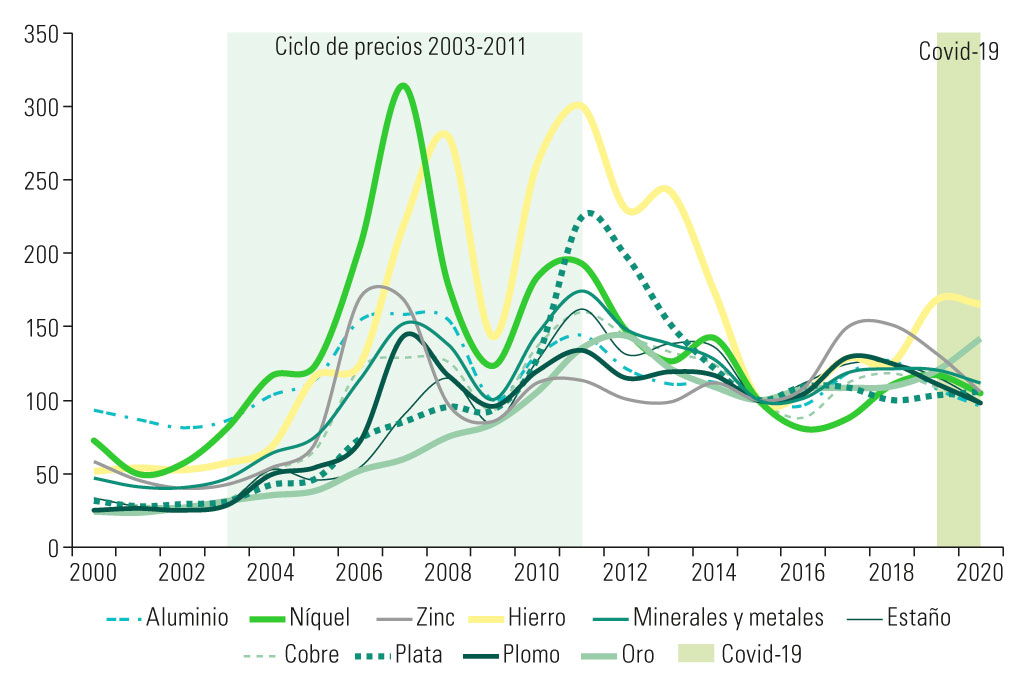 350
Ciclo de precios 2003-2011
Covid-19
300
250
200
150
100
50
0
2000 2002 2004 2006 2008 2010 2012 2014 2016 2018 2020
Aluminio Níquel Zinc Hierro Minerales y metales Estaño
Cobre Plata Plomo Oro Covid-19